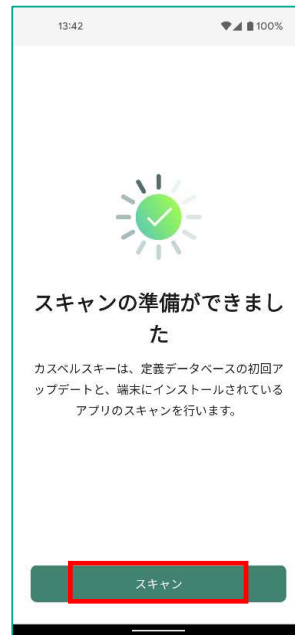 13:42 100%
スキャンの準備ができまし
た
カスペルスキーは、定義データベースの初回ア
ップデートと、端末にインストールされている
アプリのスキャンを行います。
スキャン